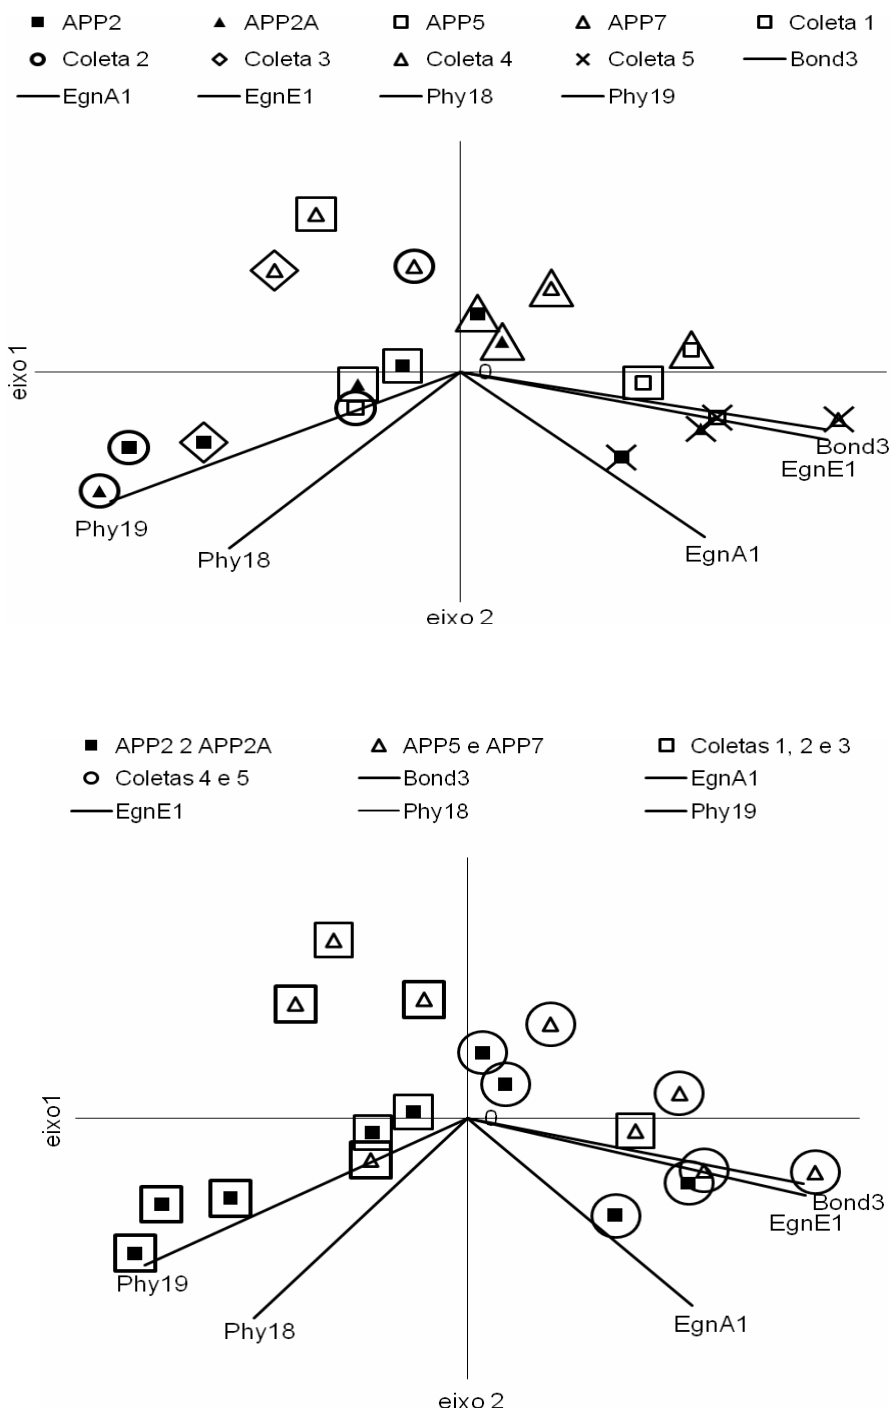 APP2 APP2A APP5 APP7 Coleta 1
Coleta 2 Coleta 3 Coleta 4 Coleta 5 Bond3
EgnA1 EgnE1 Phy18 Phy19
eixo 1
0
Bond3
EgnE1
Phy19
EgnA1
Phy18
eixo 2
APP2 2 APP2A APP5 e APP7 Coletas 1, 2 e 3
Coletas 4 e 5 Bond3 EgnA1
EgnE1 Phy18 Phy19
eixo1
0
Bond3
EgnE1
Phy19
EgnA1
Phy18
eixo 2